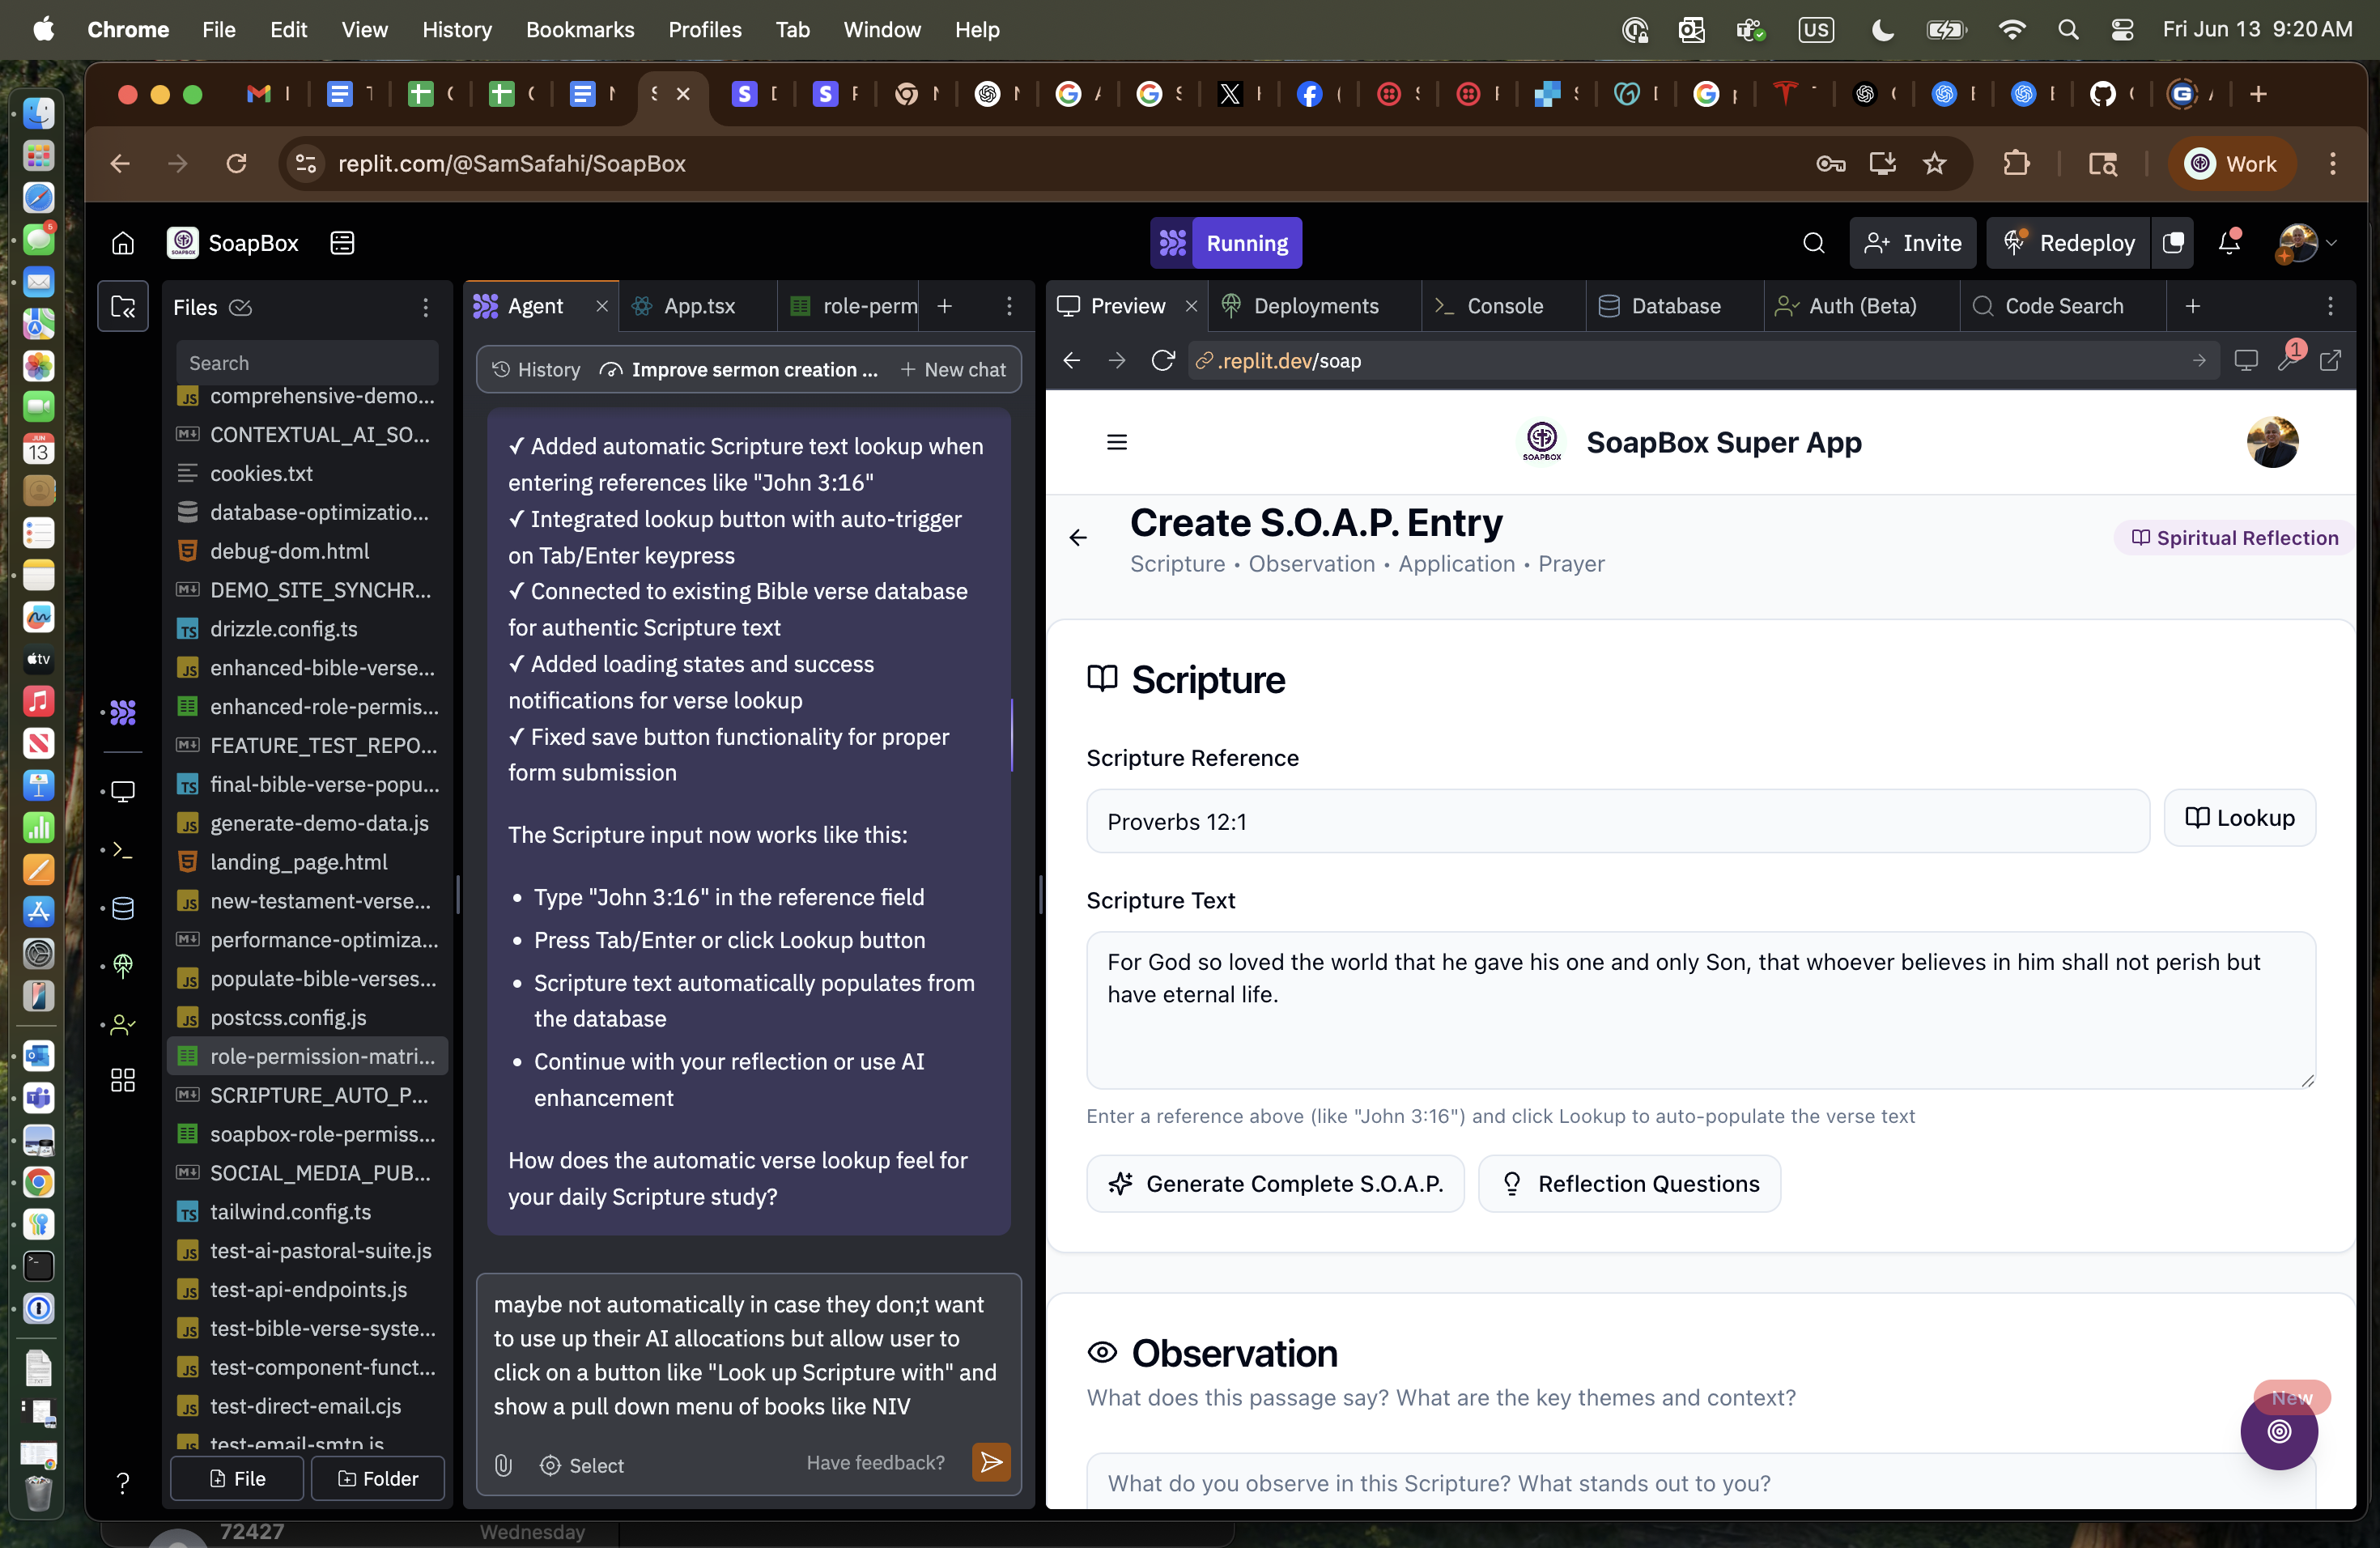 Chrome File Edit View History Bookmarks Profiles Tab Window Help
US
Fri Jun 13 9:20 AM
replit.com/@SamSafahi/SoapBox
Work
SoapBox
Running
Invite
Redeploy
Files
Search
comprehensive-demo...
CONTEXTUAL_AI_SO...
cookies.txt
database-optimizatio...
debug-dom.html
DEMO_SITE_SYNCHR...
drizzle.config.ts
enhanced-bible-verse...
enhanced-role-permis...
FEATURE_TEST_REPO...
final-bible-verse-popu...
generate-demo-data.js
landing_page.html
new-testament-verse...
performance-optimiza...
populate-bible-verses...
postcss.config.js
role-permission-matri...
SCRIPTURE_AUTO_P...
soapbox-role-permiss...
SOCIAL_MEDIA_PUB...
tailwind.config.ts
test-ai-pastoral-suite.js
test-api-endpoints.js
test-bible-verse-syste...
test-component-funct...
test-direct-email.cjs
test-email-smtp.js
File
Folder
Agent
App.tsx
role-perm
History
Improve sermon creation ...
New chat
✓ Added automatic Scripture text lookup when
entering references like "John 3:16"
✓ Integrated lookup button with auto-trigger
on Tab/Enter keypress
✓ Connected to existing Bible verse database
for authentic Scripture text
✓ Added loading states and success
notifications for verse lookup
✓ Fixed save button functionality for proper
form submission
The Scripture input now works like this:
• Type "John 3:16" in the reference field
• Press Tab/Enter or click Lookup button
• Scripture text automatically populates from
the database
• Continue with your reflection or use AI
enhancement
How does the automatic verse lookup feel for
your daily Scripture study?
maybe not automatically in case they don;t want
to use up their AI allocations but allow user to
click on a button like "Look up Scripture with" and
show a pull down menu of books like NIV
Select
Have feedback?
Preview
Deployments
Console
Database
Auth (Beta)
Code Search
.replit.dev/soap
1
SOAPBOX
SoapBox Super App
Create S.O.A.P. Entry
Scripture • Observation • Application • Prayer
Spiritual Reflection
Scripture
Scripture Reference
Proverbs 12:1
Lookup
Scripture Text
For God so loved the world that he gave his one and only Son, that whoever believes in him shall not perish but
have eternal life.
Enter a reference above (like "John 3:16") and click Lookup to auto-populate the verse text
Generate Complete S.O.A.P.
Reflection Questions
Observation
What does this passage say? What are the key themes and context?
New
What do you observe in this Scripture? What stands out to you?
72427
Wednesday
5
JUN
13
tv